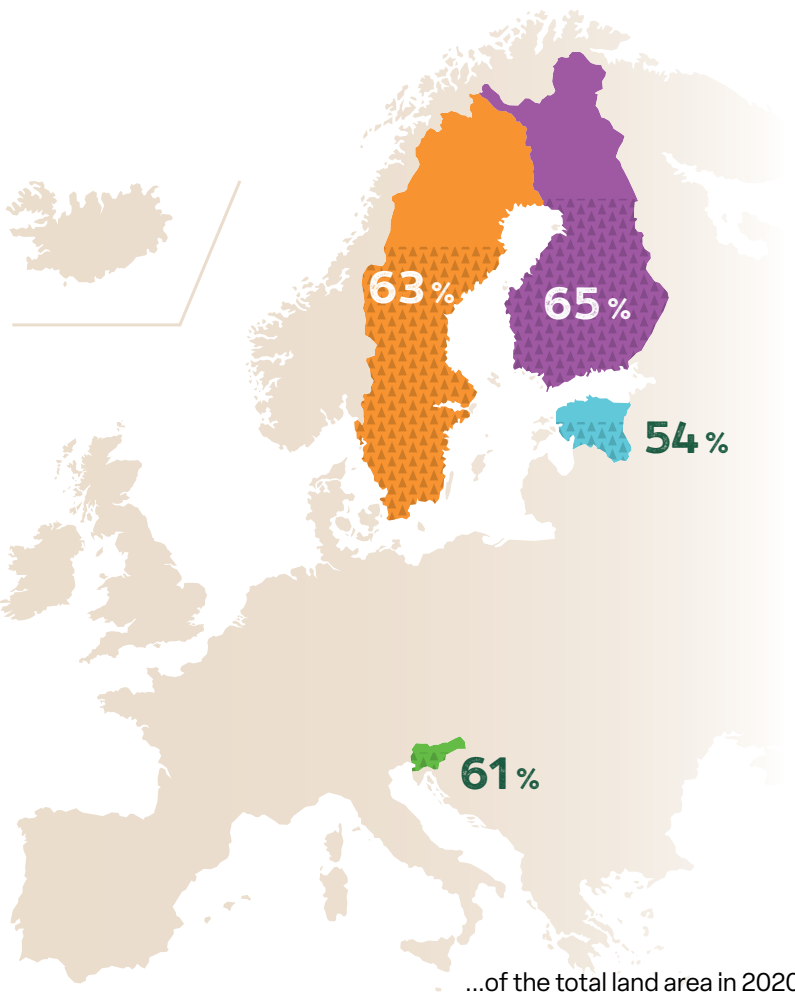 63 %
65 %
54 %
61 %
...of the total land area in 2020